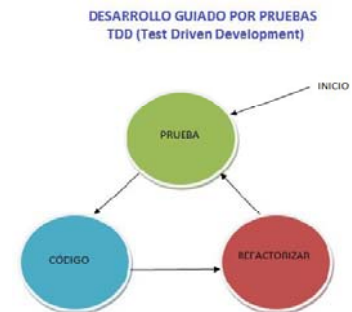 DESARROLLO GUIADO POR PRUEBAS
TDD (Test Driven Development)
INICIO
PRUEBA
CÓDIGO
REFACTORIZAR